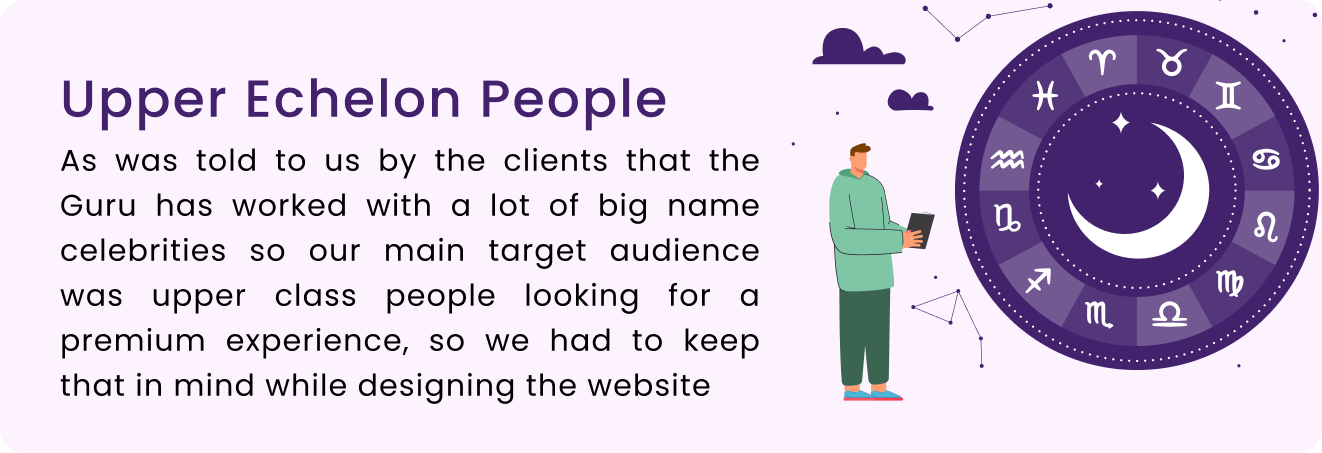 Upper Echelon People
As was told to us by the clients that the
Guru has worked with a lot of big name
celebrities so our main target audience
was upper class people looking for a
premium experience, so we had to keep
that in mind while designing the website